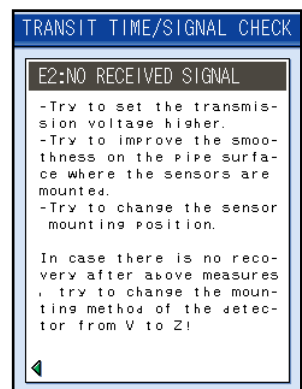 TRANSIT TIME/SIGNAL CHECK
E2:NO RECEIVED SIGNAL
-Try to set the transmis-
sion voltage higher.
-Try to improve the smoo-
thness on the pipe surfa-
ce where the sensors are
mounted.
-Try to change the sensor
mounting position.
In case there is no reco-
very after above measures
, try to change the moun-
ting method of the detec-
tor from V to Z!